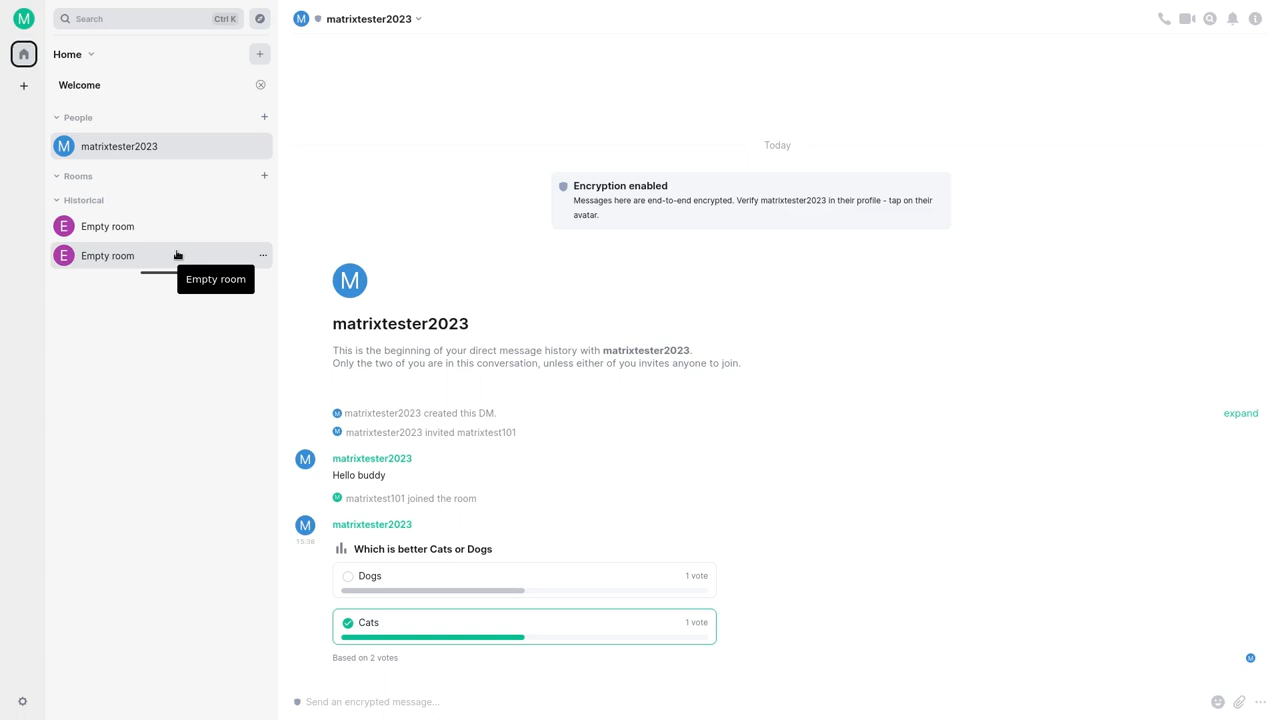 M
Search
Ctrl K
Home
Welcome
People
M
matrixtester2023
Rooms
Historical
E
Empty room
E
Empty room
Empty room
M
matrixtester2023
Today
Encryption enabled
Messages here are end-to-end encrypted. Verify matrixtester2023 in their profile - tap on their
avatar.
M
matrixtester2023
This is the beginning of your direct message history with matrixtester2023.
Only the two of you are in this conversation, unless either of you invites anyone to join.
M
matrixtester2023 created this DM.
expand
M
matrixtester2023 invited matrixtest101
M
matrixtester2023
Hello buddy
M
matrixtest101 joined the room
M
matrixtester2023
15:38
Which is better Cats or Dogs
Dogs
1 vote
Cats
1 vote
Based on 2 votes
M
Send an encrypted message...